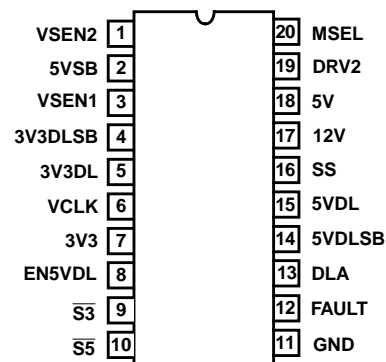 VSEN2 1
5VSB 2
VSEN1 3
3V3DLSB 4
3V3DL 5
VCLK 6
3V3 7
EN5VDL 8
S3 9
S5 10
20 MSEL
19 DRV2
18 5V
17 12V
16 SS
15 5VDL
14 5VDLSB
13 DLA
12 FAULT
11 GND